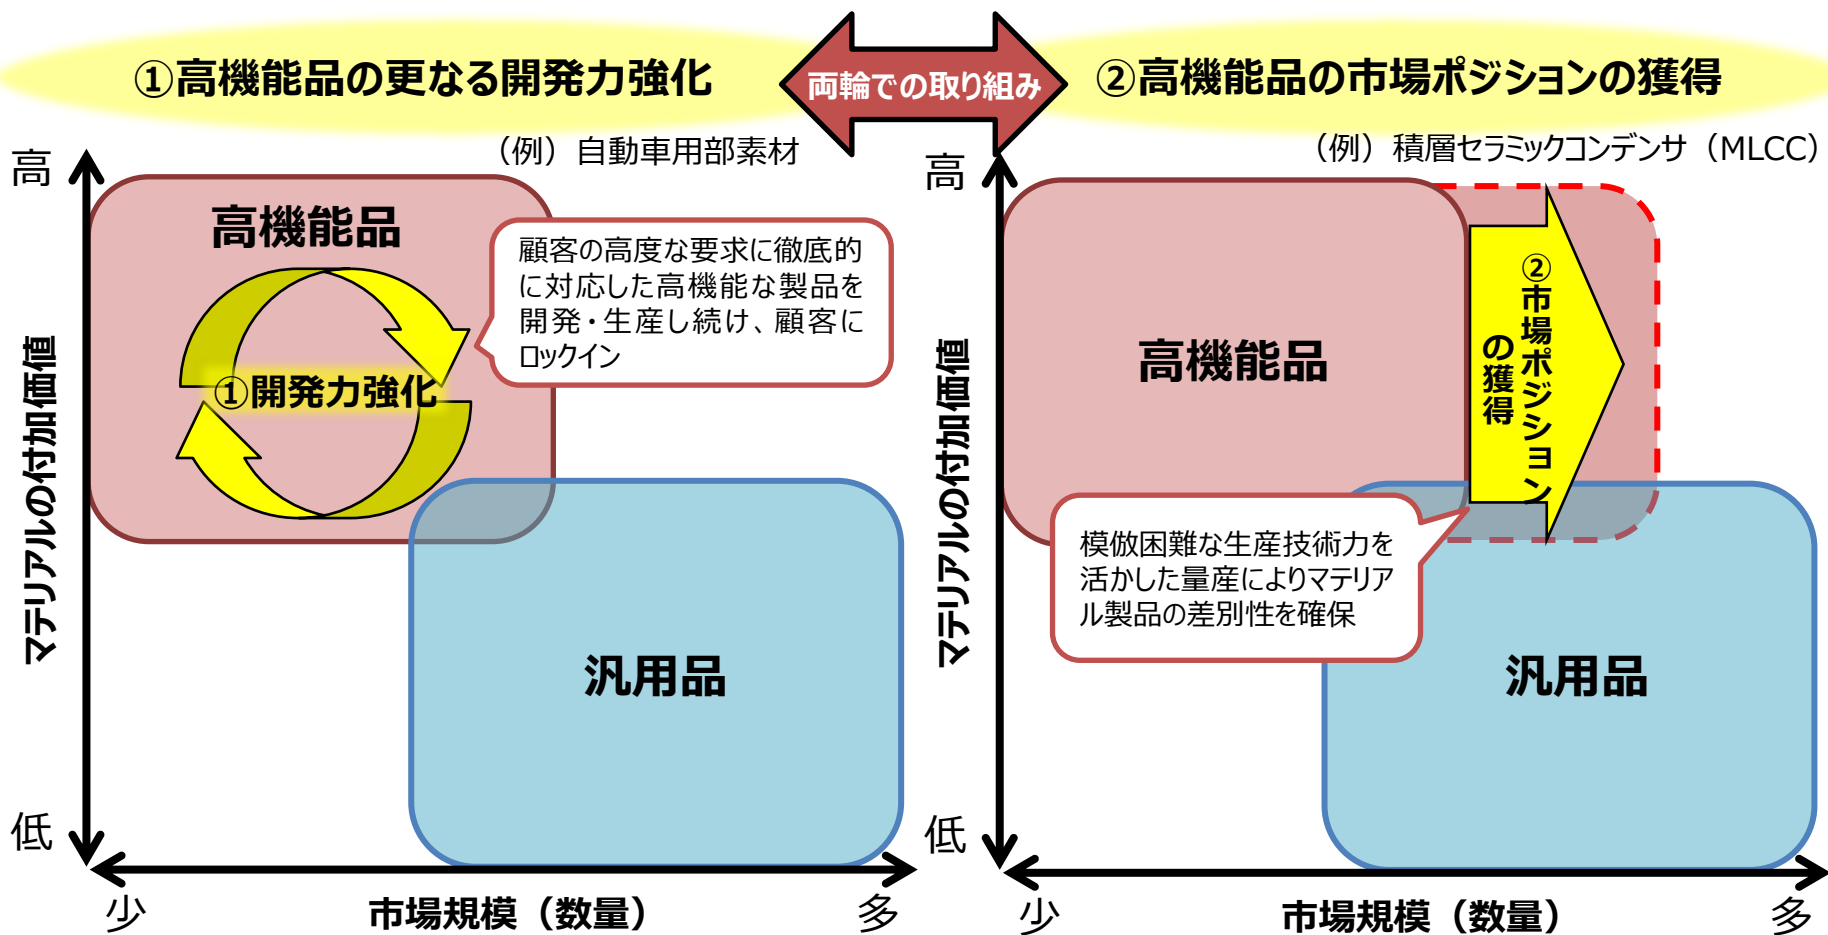 ①高機能品の更なる開発力強化
両輪での取り組み
②高機能品の市場ポジションの獲得
（例）自動車用部素材
高
高機能品
顧客の高度な要求に徹底的
に対応した高機能な製品を
開発・生産し続け、顧客に
ロックイン
①開発力強化
マテリアルの付加価値
汎用品
低
少
市場規模（数量）
多
（例）積層セラミックコンデンサ（MLCC）
高
高機能品
②市場ポジション
の獲得
マテリアルの付加価値
模倣困難な生産技術力を
活かした量産によりマテリア
ル製品の差別性を確保
汎用品
低
少
市場規模（数量）
多